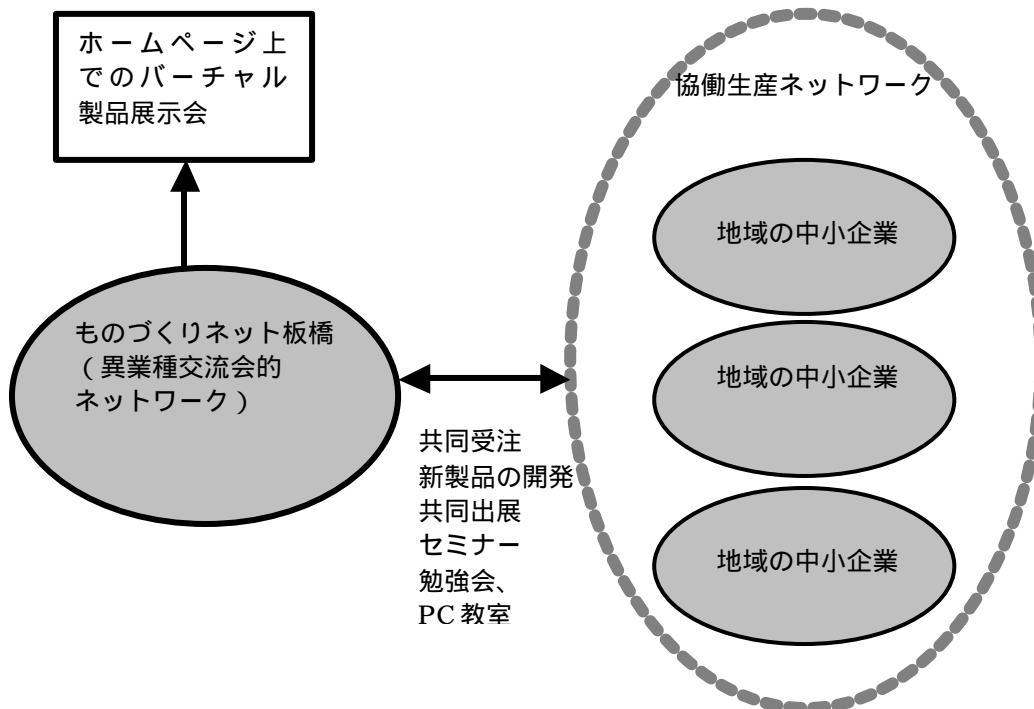 ホームページ上
でのバーチャル
製品展示会
協働生産ネットワーク
地域の中小企業
ものづくりネット板橋
（異業種交流会的
ネットワーク）
地域の中小企業
共同受注
新製品の開発
共同出展
セミナー
勉強会、
PC 教室
地域の中小企業